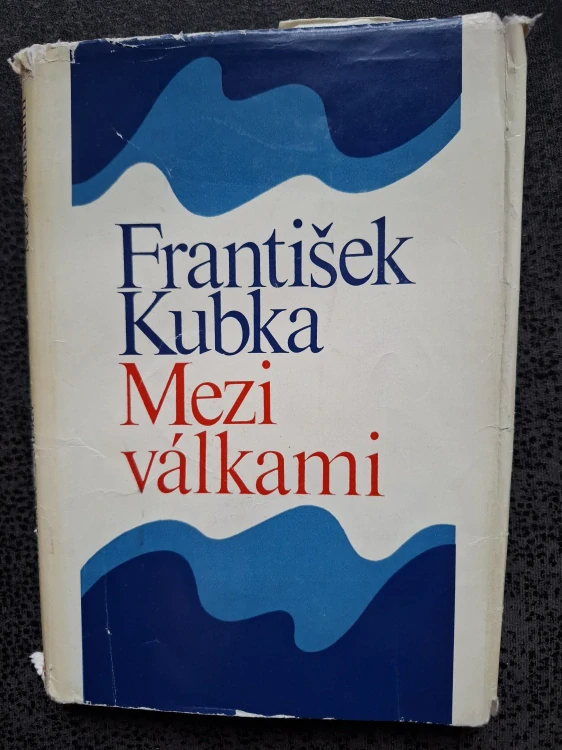 František
Kubka
Mezi
válkami